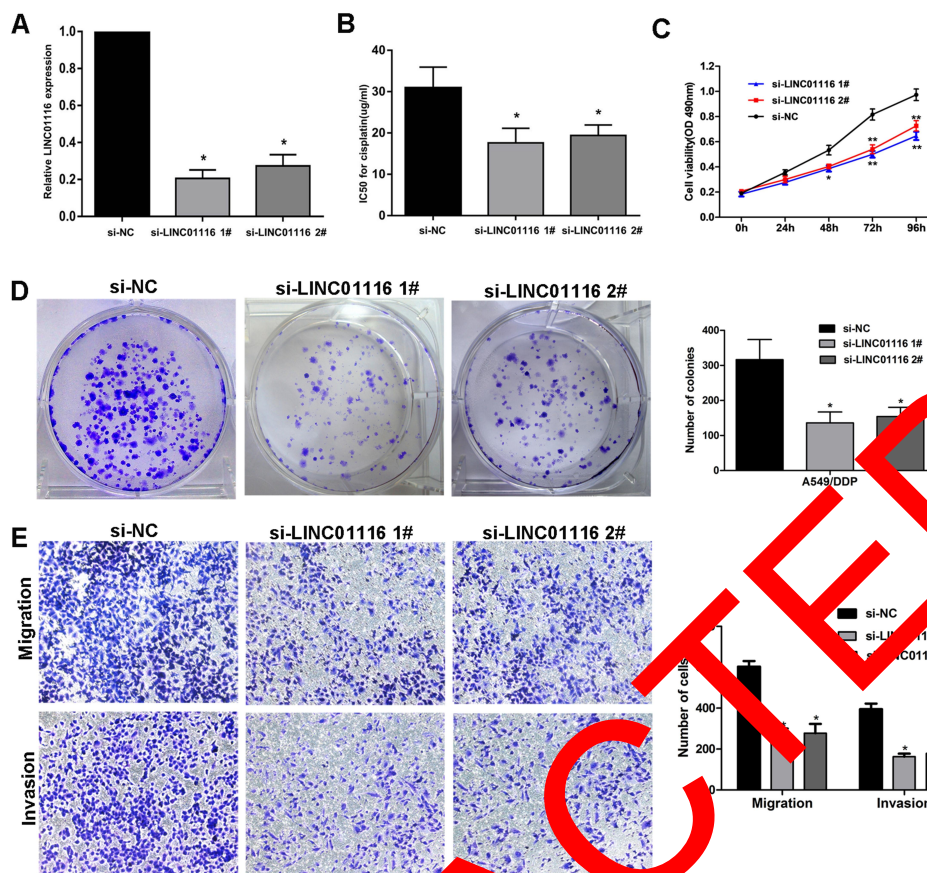 A
Relative LINC01116 expression
1.0
0.8
0.6
0.4
0.2
0.0
*
*
si-NC
si-LINC01116 1#
si-LINC01116 2#
B
IC50 for cisplatin(ug/ml)
40
30
20
10
0
*
*
si-NC
si-LINC01116 1#
si-LINC01116 2#
C
Cell viability(OD 490nm)
1.2
1.0
0.8
0.6
0.4
0.2
0.0
si-LINC01116 1#
si-LINC01116 2#
si-NC
*
**
**
**
**
0h
24h
48h
72h
96h
D
si-NC
si-LINC01116 1#
si-LINC01116 2#
Number of colonies
400
300
200
100
0
si-NC
si-LINC01116 1#
si-LINC01116 2#
*
*
A549/DDP
E
si-NC
si-LINC01116 1#
si-LINC01116 2#
Migration
Invasion
Number of cells
400
200
0
si-NC
*
*
*
Migration
Invasion
CTE